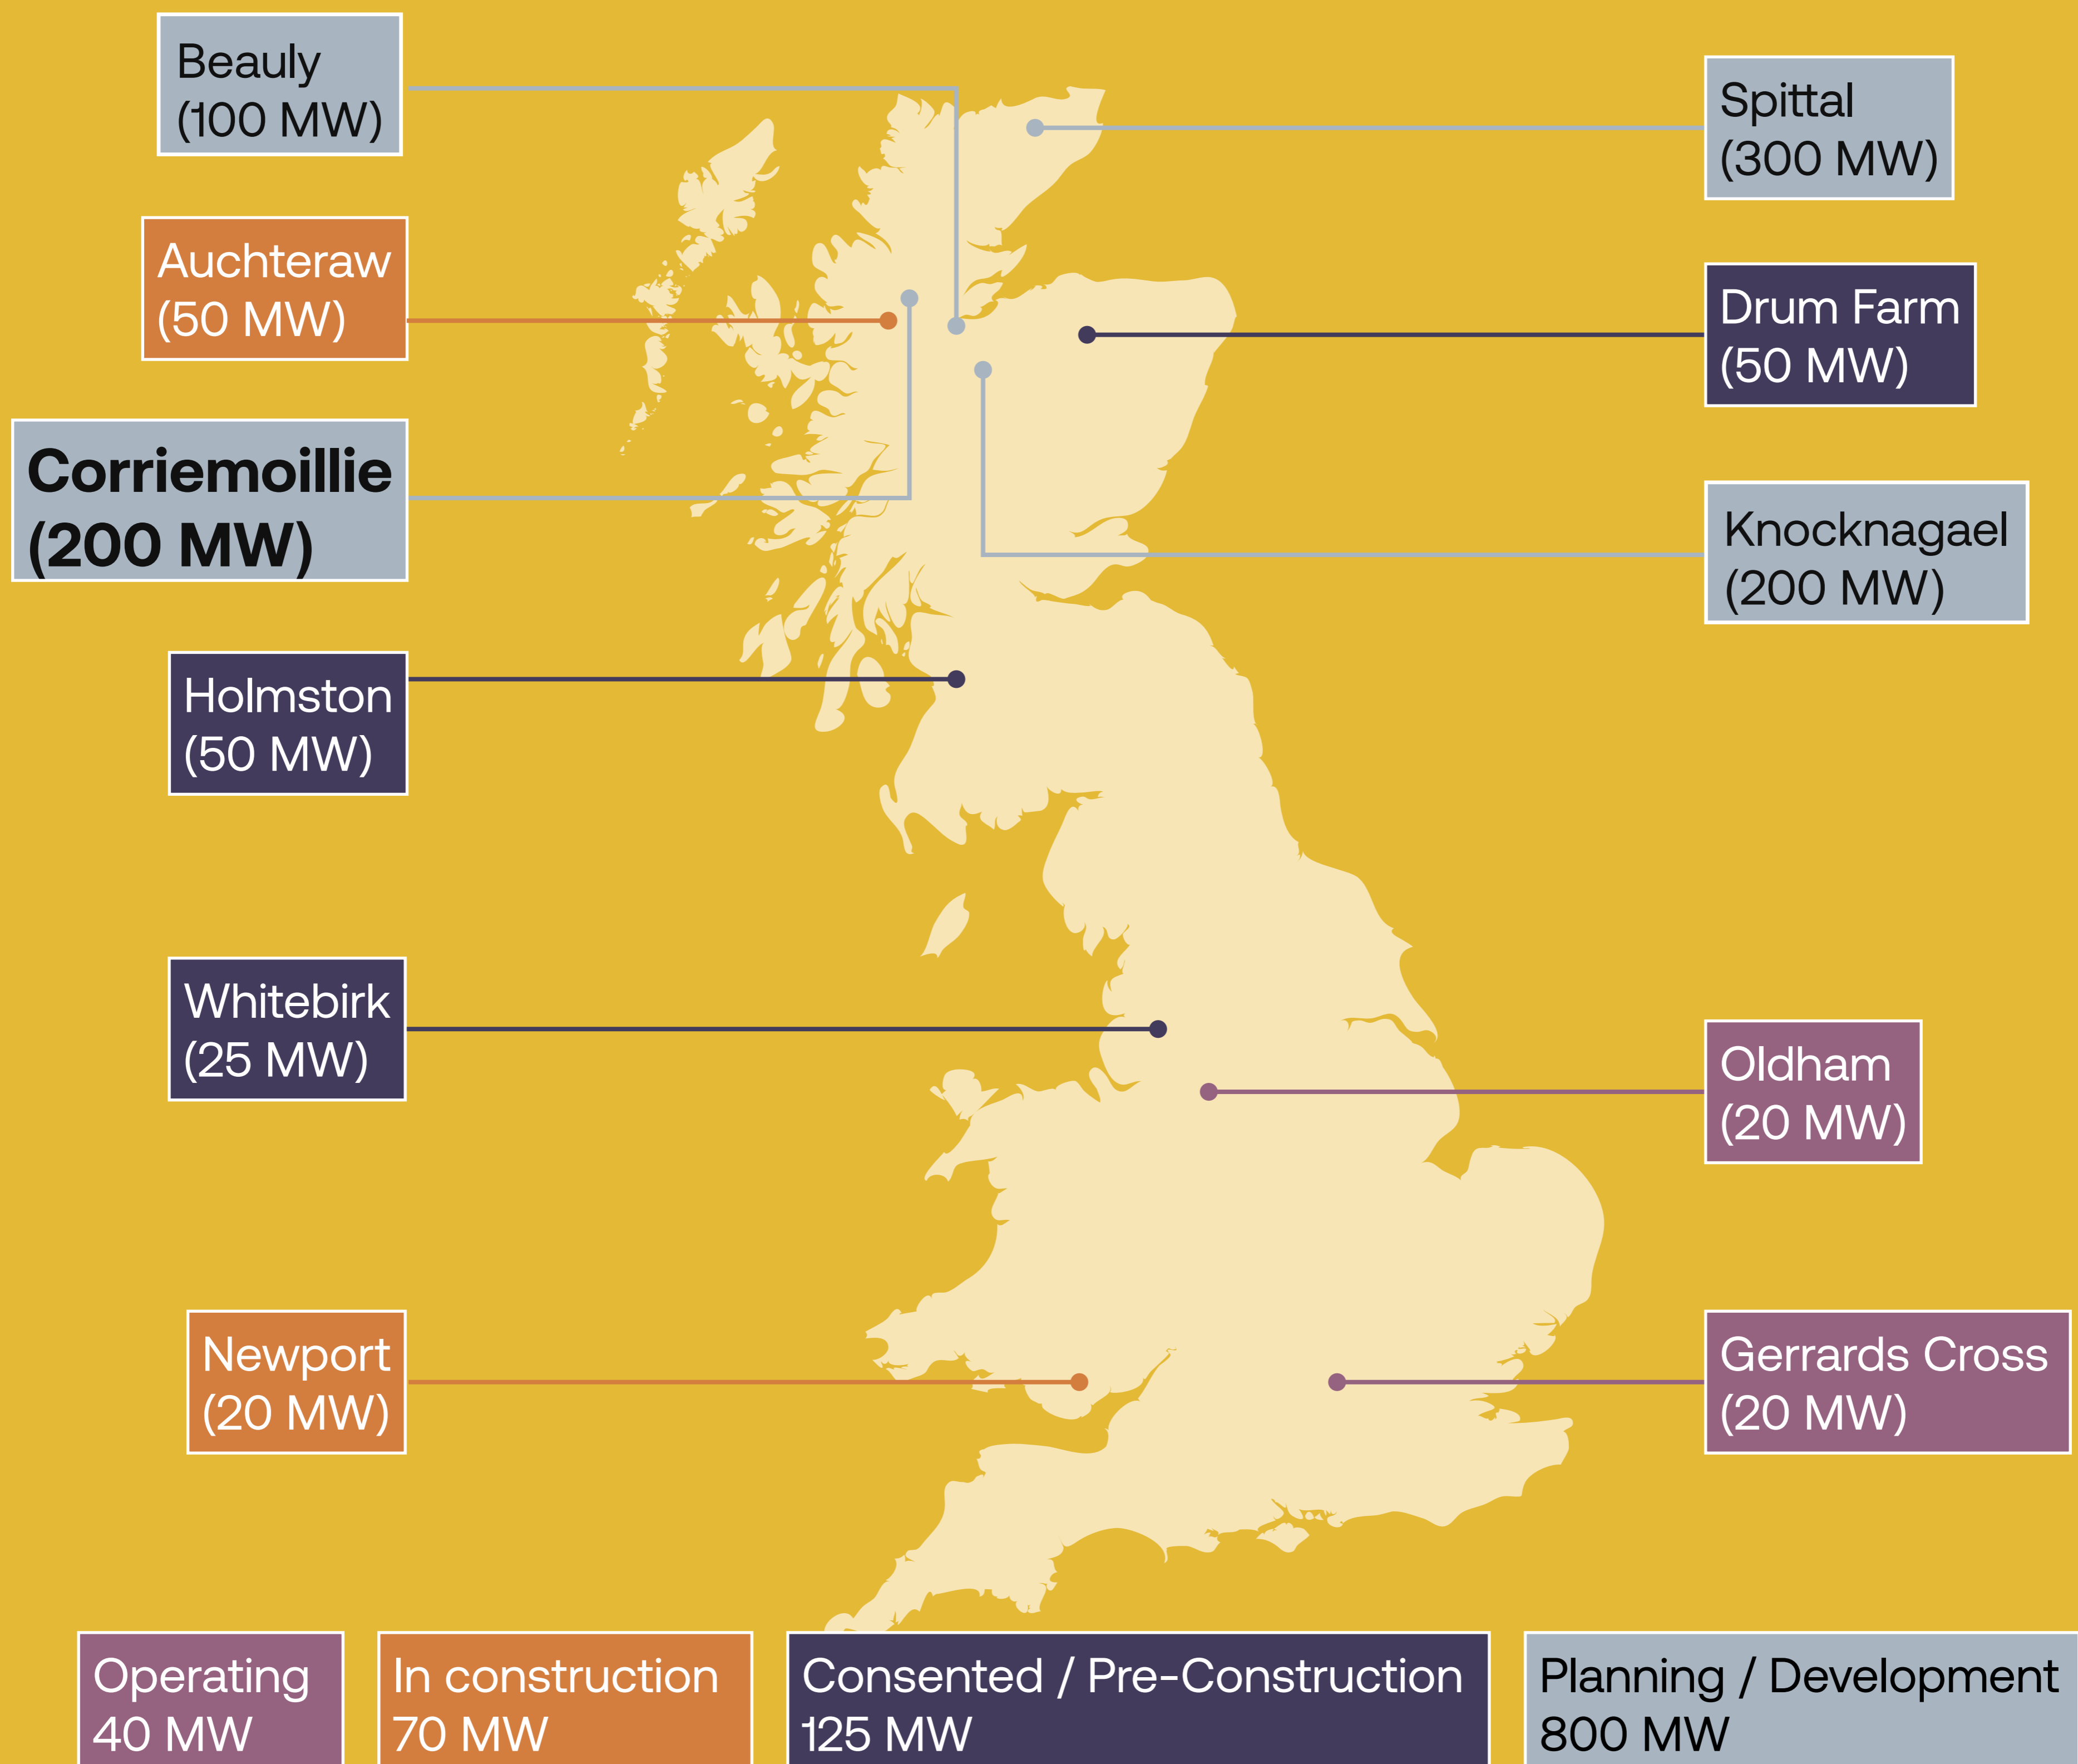 Beauly
(100 MW)
Spittal
(300 MW)
Auchteraw
(50 MW)
Drum Farm
(50 MW)
Corriemoillie
(200 MW)
Knocknagael
(200 MW)
Holmston
(50 MW)
Whitebirk
(25 MW)
Oldham
(20 MW)
Newport
(20 MW)
Gerrards Cross
(20 MW)
Operating
40 MW
In construction
70 MW
Consented / Pre-Construction
125 MW
Planning / Development
800 MW